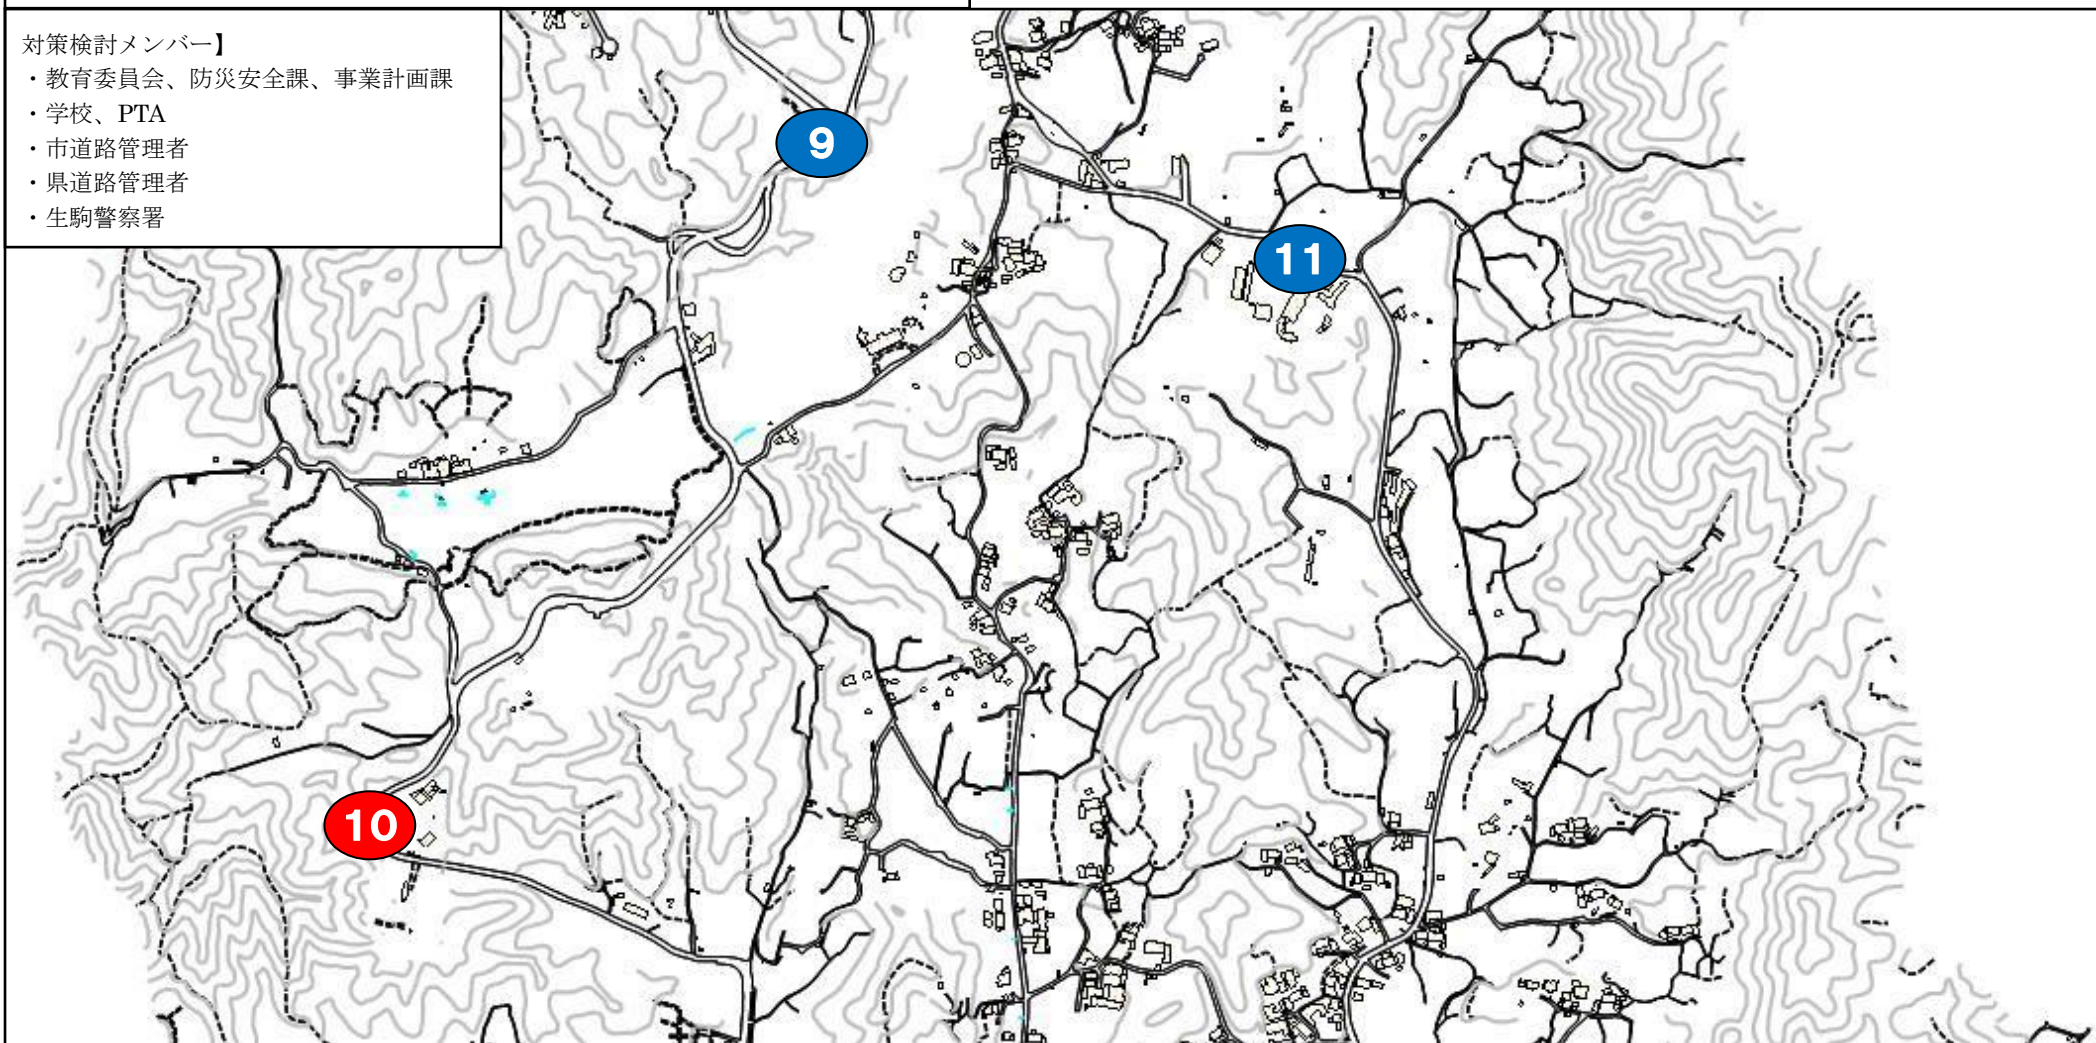 対策検討メンバー】
・教育委員会、防災安全課、事業計画課
・学校、PTA
・市道路管理者
・県道路管理者
・生駒警察署
9
11
10